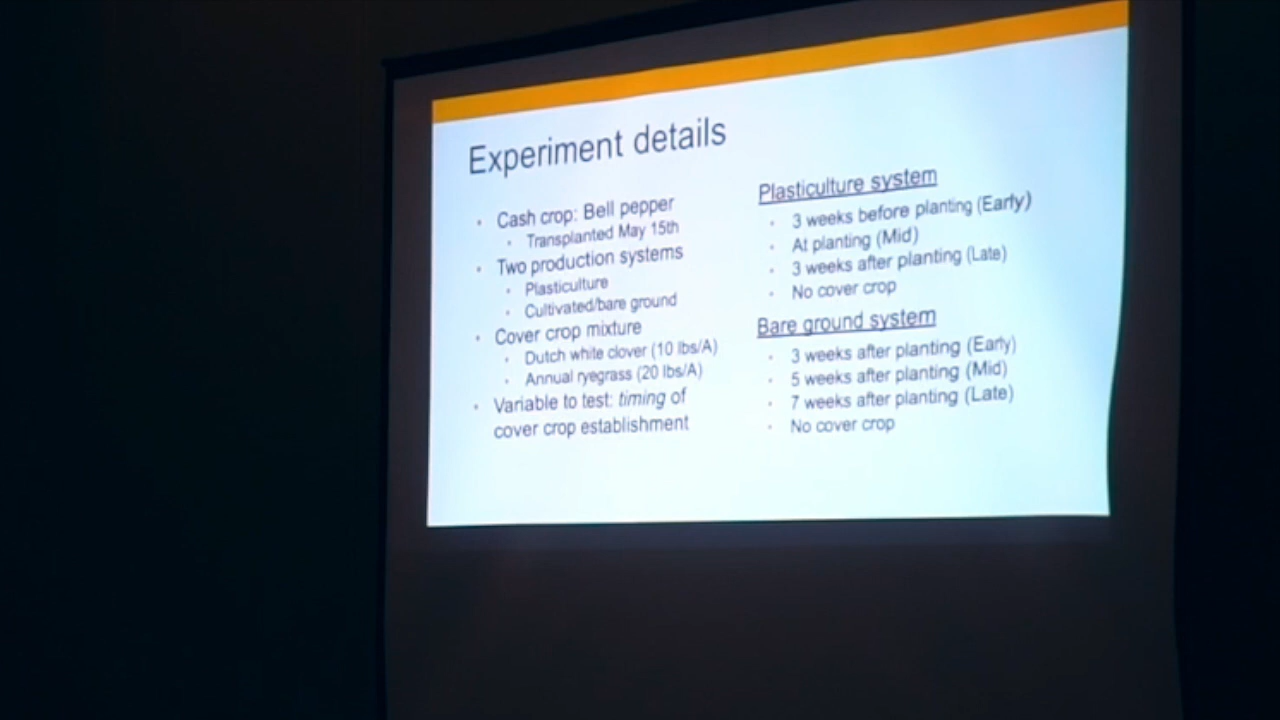 Experiment details
Cash crop: Bell pepper
Transplanted May 15th
Two production systems
Plasticulture
Cultivated/bare ground
Cover crop mixture
Dutch white clover (10 lbs/A)
Annual ryegrass (20 lbs/A)
Variable to test: timing of
cover crop establishment
Plasticulture system
3 weeks before planting (Early)
At planting (Mid)
3 weeks after planting (Late)
No cover crop
Bare ground system
3 weeks after planting (Early)
5 weeks after planting (Mid)
7 weeks after planting (Late)
No cover crop